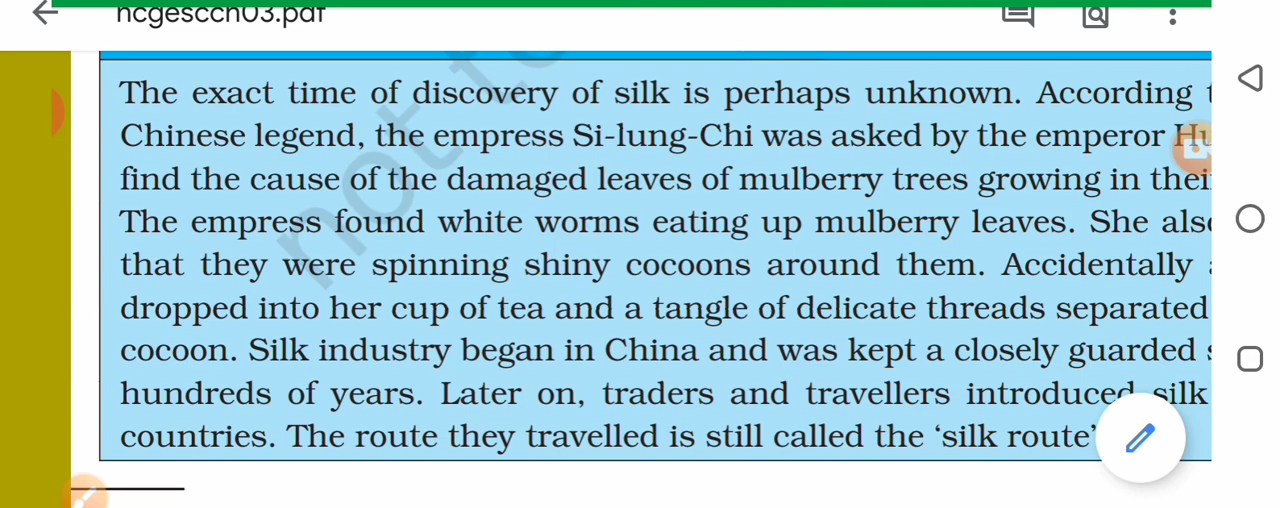 ncgescch03.pdf
The exact time of discovery of silk is perhaps unknown. According
Chinese legend, the empress Si-lung-Chi was asked by the emperor
find the cause of the damaged leaves of mulberry trees growing in
The empress found white worms eating up mulberry leaves. She
that they were spinning shiny cocoons around them. Accidentally
dropped into her cup of tea and a tangle of delicate threads separated
cocoon. Silk industry began in China and was kept a closely guarded
hundreds of years. Later on, traders and travellers introduced silk
countries. The route they travelled is still called the ‘silk route’
not